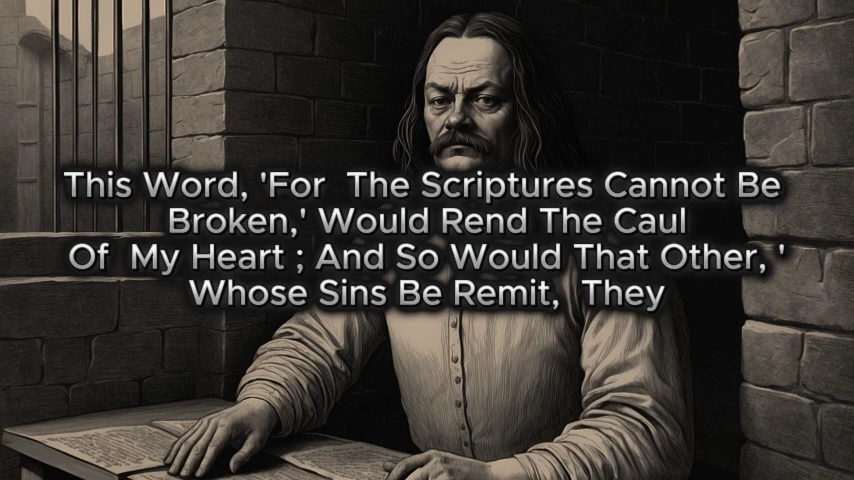 This Word, 'For The Scriptures Cannot Be
Broken,' Would Rend The Caul
Of My Heart ; And So Would That Other, '
Whose Sins Be Remit, They